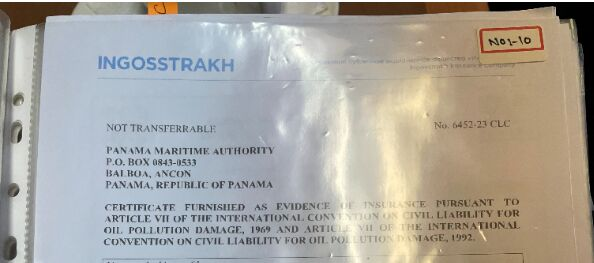 NO1-10
INGOSSTRAKH
NOT TRANSFERRABLE
No. 6452-23 CLC
PANAMA MARITIME AUTHORITY
P.O. BOX 0843-0533
BALBOA, ANCON
PANAMA, REPUBLIC OF PANAMA
CERTIFICATE FURNISHED AS EVIDENCE OF INSURANCE PURSUANT TO
ARTICLE VII OF THE INTERNATIONAL CONVENTION ON CIVIL LIABILITY FOR
OIL POLLUTION DAMAGE, 1969 AND ARTICLE VII OF THE INTERNATIONAL
CONVENTION ON CIVIL LIABILITY FOR OIL POLLUTION DAMAGE, 1992.